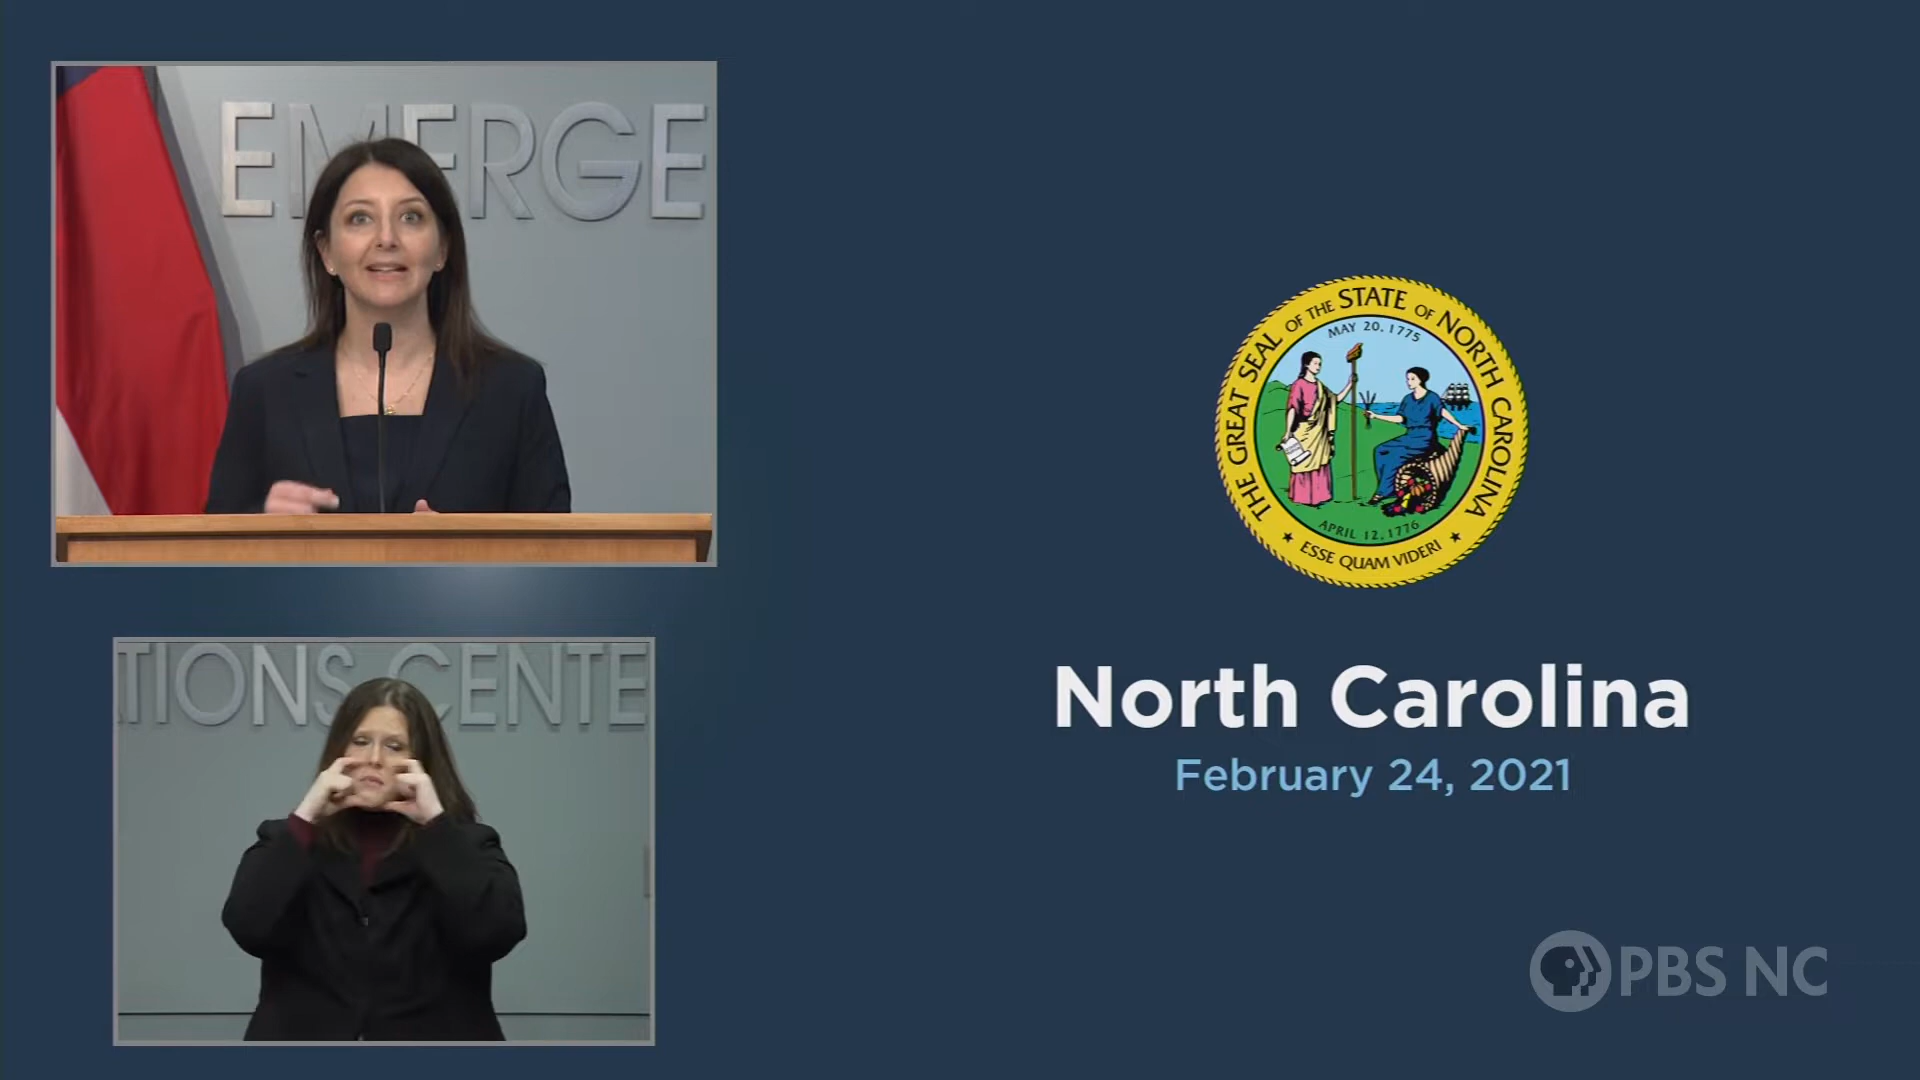 EMERGE
TIONS CENTE
THE GREAT SEAL OF THE STATE OF NORTH CAROLINA
MAY 20, 1775
APRIL 12, 1776
★ ESSE QUAM VIDERI ★
North Carolina
February 24, 2021
PBS NC